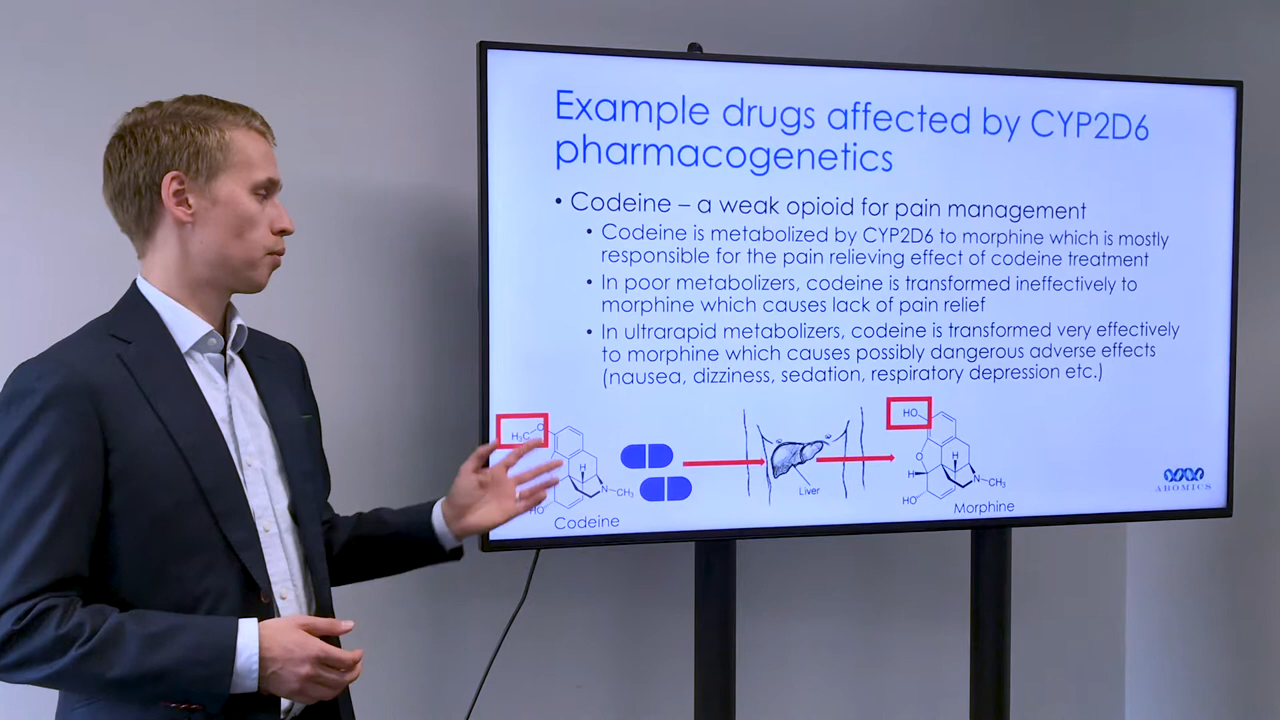 Example drugs affected by CYP2D6
pharmacogenetics
• Codeine – a weak opioid for pain management
• Codeine is metabolized by CYP2D6 to morphine which is mostly
responsible for the pain relieving effect of codeine treatment
• In poor metabolizers, codeine is transformed ineffectively to
morphine which causes lack of pain relief
• In ultrarapid metabolizers, codeine is transformed very effectively
to morphine which causes possibly dangerous adverse effects
(nausea, dizziness, sedation, respiratory depression etc.)
H₃C O
H
N CH₃
HO
Codeine
Liver
HO
O
H
H
N CH₃
HO
Morphine
ABOMICS